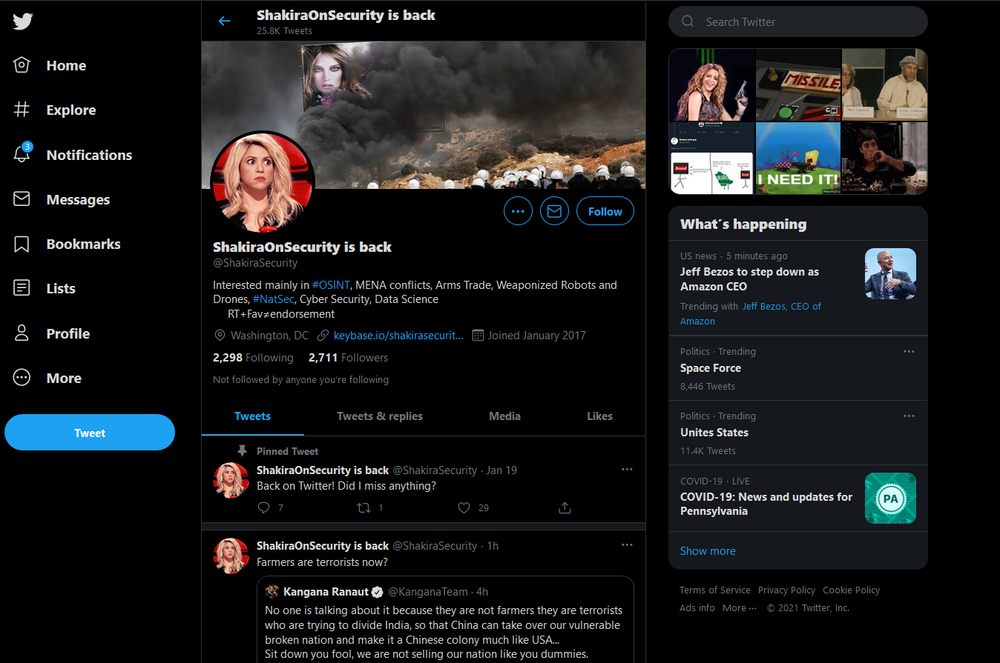 Home
Explore
3
Notifications
Messages
Bookmarks
Lists
Profile
More
Tweet
ShakiraOnSecurity is back
25.8K Tweets
Follow
ShakiraOnSecurity is back
@ShakiraSecurity
Interested mainly in #OSINT, MENA conflicts, Arms Trade, Weaponized Robots and
Drones, #NatSec, Cyber Security, Data Science
RT+Fav≠endorsement
Washington, DC keybase.io/shakirasecurit... Joined January 2017
2,298 Following 2,711 Followers
Not followed by anyone you're following
Tweets Tweets & replies Media Likes
Pinned Tweet
ShakiraOnSecurity is back @ShakiraSecurity · Jan 19
Back on Twitter! Did I miss anything?
7 1 29
ShakiraOnSecurity is back @ShakiraSecurity · 1h
Farmers are terrorists now?
Kangana Ranaut @KanganaTeam · 4h
No one is talking about it because they are not farmers they are terrorists
who are trying to divide India, so that China can take over our vulnerable
broken nation and make it a Chinese colony much like USA...
Sit down you fool, we are not selling our nation like you dummies.
Search Twitter
MISSILE
CN
Brand
I NEED IT!
What´s happening
US news · 5 minutes ago
Jeff Bezos to step down as
Amazon CEO
Trending with Jeff Bezos, CEO of
Amazon
Politics · Trending
Space Force
8,446 Tweets
Politics · Trending
Unites States
11.4K Tweets
COVID-19 · LIVE
COVID-19: News and updates for
Pennsylvania
PA
Show more
Terms of Service Privacy Policy Cookie Policy
Ads info More ··· © 2021 Twitter, Inc.